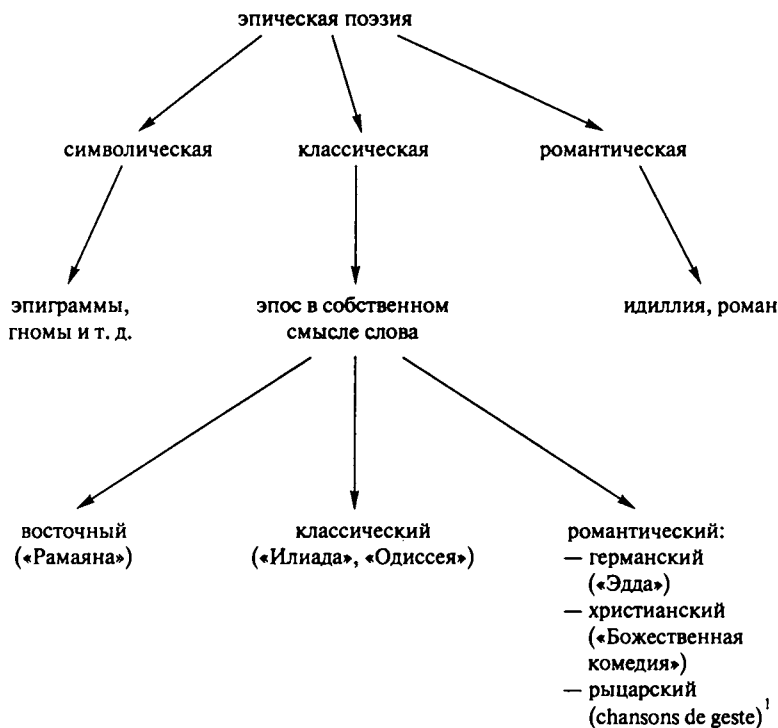 эпическая поэзия
символическая классическая романтическая
эпиграммы,
гномы и т. д.
эпос в собственном
смысле слова
идиллия, роман
восточный
(«Рамаяна»)
классический
(«Илиада», «Одиссея»)
романтический:
— германский
(«Эдда»)
— христианский
(«Божественная
комедия»)
— рыцарский
(chansons de geste)¹